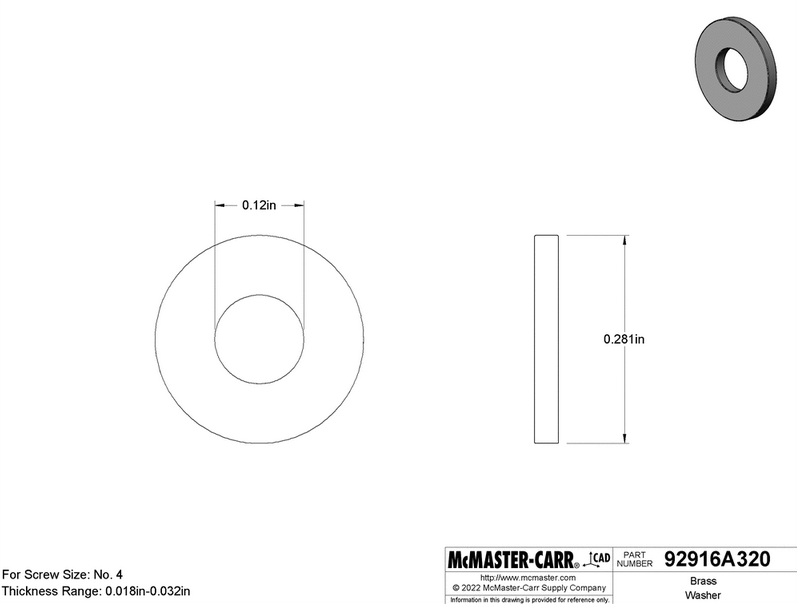 0.12in
0.281in
For Screw Size: No. 4
Thickness Range: 0.018in-0.032in
McMASTER-CARR® CAD
http://www.mcmaster.com
© 2022 McMaster-Carr Supply Company
Information in this drawing is provided for reference only.
PART
NUMBER
92916A320
Brass
Washer